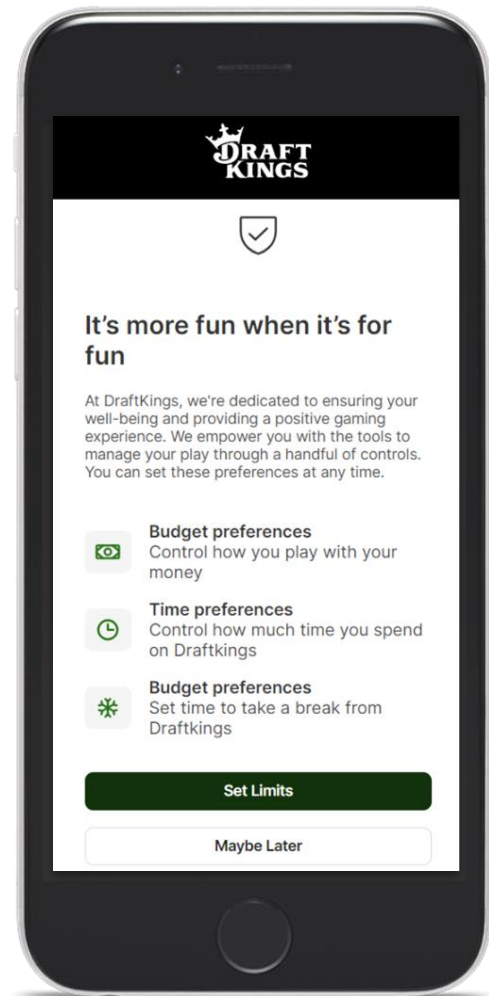 DRAFT
KINGS
It's more fun when it's for
fun
At DraftKings, we're dedicated to ensuring your
well-being and providing a positive gaming
experience. We empower you with the tools to
manage your play through a handful of controls.
You can set these preferences at any time.
Budget preferences
Control how you play with your
money
Time preferences
Control how much time you spend
on Draftkings
Budget preferences
Set time to take a break from
Draftkings
Set Limits
Maybe Later